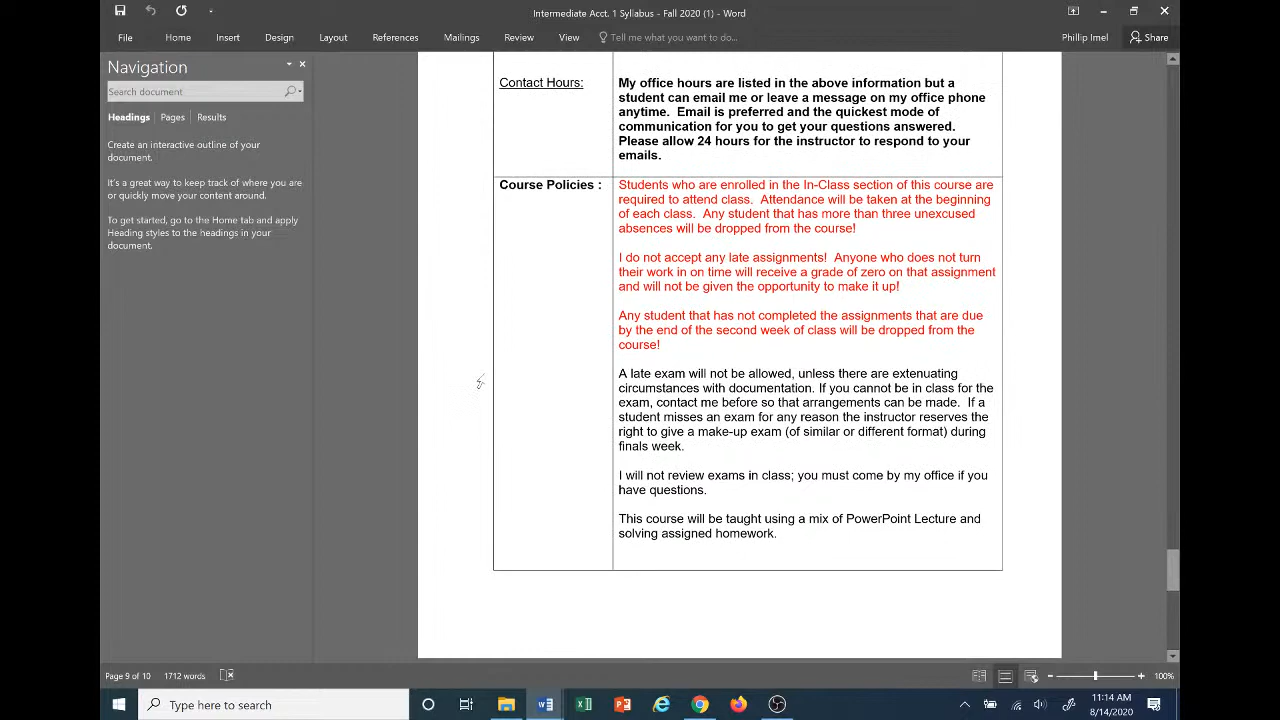 Intermediate Acct. 1 Syllabus - Fall 2020 (1) - Word
File Home Insert Design Layout References Mailings Review View Tell me what you want to do... Phillip Imel Share
Navigation
Search document
Headings Pages Results
Create an interactive outline of your
document.
It's a great way to keep track of where you are
or quickly move your content around.
To get started, go to the Home tab and apply
Heading styles to the headings in your
document.
Contact Hours:
My office hours are listed in the above information but a
student can email me or leave a message on my office phone
anytime. Email is preferred and the quickest mode of
communication for you to get your questions answered.
Please allow 24 hours for the instructor to respond to your
emails.
Course Policies :
Students who are enrolled in the In-Class section of this course are
required to attend class. Attendance will be taken at the beginning
of each class. Any student that has more than three unexcused
absences will be dropped from the course!
I do not accept any late assignments! Anyone who does not turn
their work in on time will receive a grade of zero on that assignment
and will not be given the opportunity to make it up!
Any student that has not completed the assignments that are due
by the end of the second week of class will be dropped from the
course!
A late exam will not be allowed, unless there are extenuating
circumstances with documentation. If you cannot be in class for the
exam, contact me before so that arrangements can be made. If a
student misses an exam for any reason the instructor reserves the
right to give a make-up exam (of similar or different format) during
finals week.
I will not review exams in class; you must come by my office if you
have questions.
This course will be taught using a mix of PowerPoint Lecture and
solving assigned homework.
Page 9 of 10 1712 words 100%
Type here to search
11:14 AM
8/14/2020